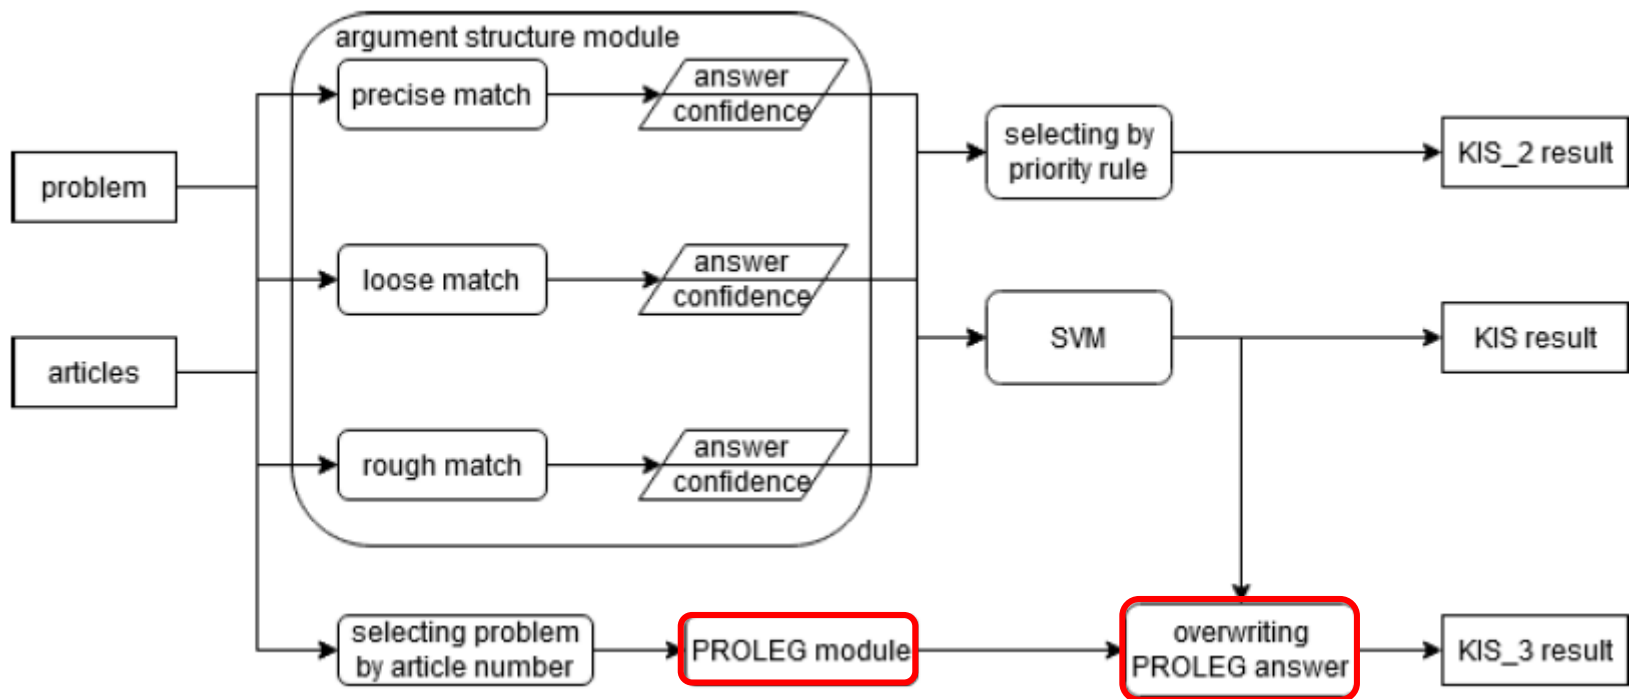 argument structure module
precise match
answer
confidence
selecting by
priority rule
KIS_2 result
problem
loose match
answer
confidence
SVM
KIS result
articles
rough match
answer
confidence
selecting problem
by article number
PROLEG module
overwriting
PROLEG answer
KIS_3 result